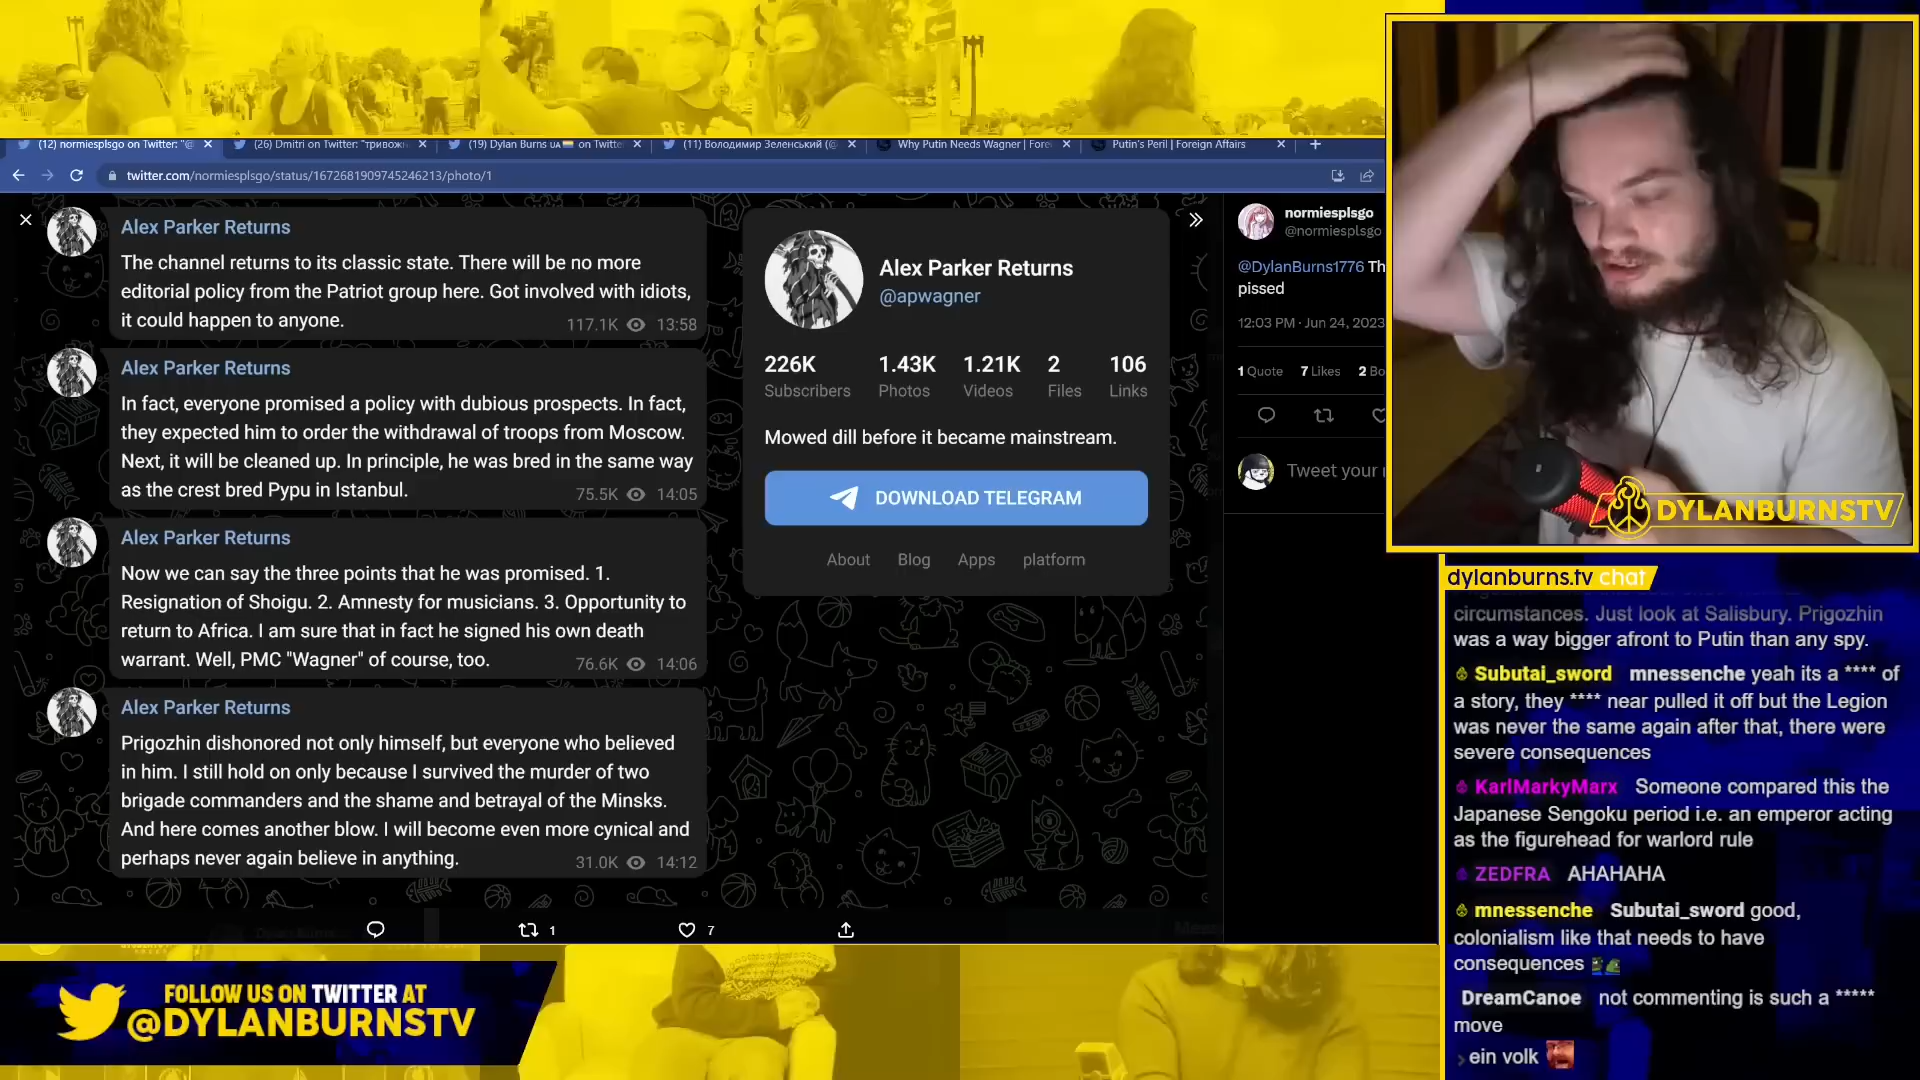 (12) normiesplsgo on Twitter: "@
(26) Dmitri on Twitter: "тривожн
(19) Dylan Burns UA on Twitte
(11) Володимир Зеленський (@
Why Putin Needs Wagner | Fore
Putin's Peril | Foreign Affairs
twitter.com/normiesplsgo/status/1672681909745246213/photo/1
Alex Parker Returns
The channel returns to its classic state. There will be no more
editorial policy from the Patriot group here. Got involved with idiots,
it could happen to anyone.
117.1K 13:58
Alex Parker Returns
In fact, everyone promised a policy with dubious prospects. In fact,
they expected him to order the withdrawal of troops from Moscow.
Next, it will be cleaned up. In principle, he was bred in the same way
as the crest bred Pypu in Istanbul.
75.5K 14:05
Alex Parker Returns
Now we can say the three points that he was promised. 1.
Resignation of Shoigu. 2. Amnesty for musicians. 3. Opportunity to
return to Africa. I am sure that in fact he signed his own death
warrant. Well, PMC "Wagner" of course, too.
76.6K 14:06
Alex Parker Returns
Prigozhin dishonored not only himself, but everyone who believed
in him. I still hold on only because I survived the murder of two
brigade commanders and the shame and betrayal of the Minsks.
And here comes another blow. I will become even more cynical and
perhaps never again believe in anything.
31.0K 14:12
1
7
Alex Parker Returns
@apwagner
226K 1.43K 1.21K 2 106
Subscribers Photos Videos Files Links
Mowed dill before it became mainstream.
DOWNLOAD TELEGRAM
About Blog Apps platform
normiesplsgo
@normiesplsgo
@DylanBurns1776 Th
pissed
12:03 PM · Jun 24, 2023
1 Quote 7 Likes 2 Bo
Tweet your r
DYLANBURNSTV
dylanburns.tv chat
circumstances. Just look at Salisbury. Prigozhin
was a way bigger afront to Putin than any spy.
Subutai_sword mnessenche yeah its a **** of
a story, they **** near pulled it off but the Legion
was never the same again after that, there were
severe consequences
KarlMarkyMarx Someone compared this the
Japanese Sengoku period i.e. an emperor acting
as the figurehead for warlord rule
ZEDFRA AHAHAHA
mnessenche Subutai_sword good,
colonialism like that needs to have
consequences
DreamCanoe not commenting is such a *****
move
ein volk
FOLLOW US ON TWITTER AT
@DYLANBURNSTV